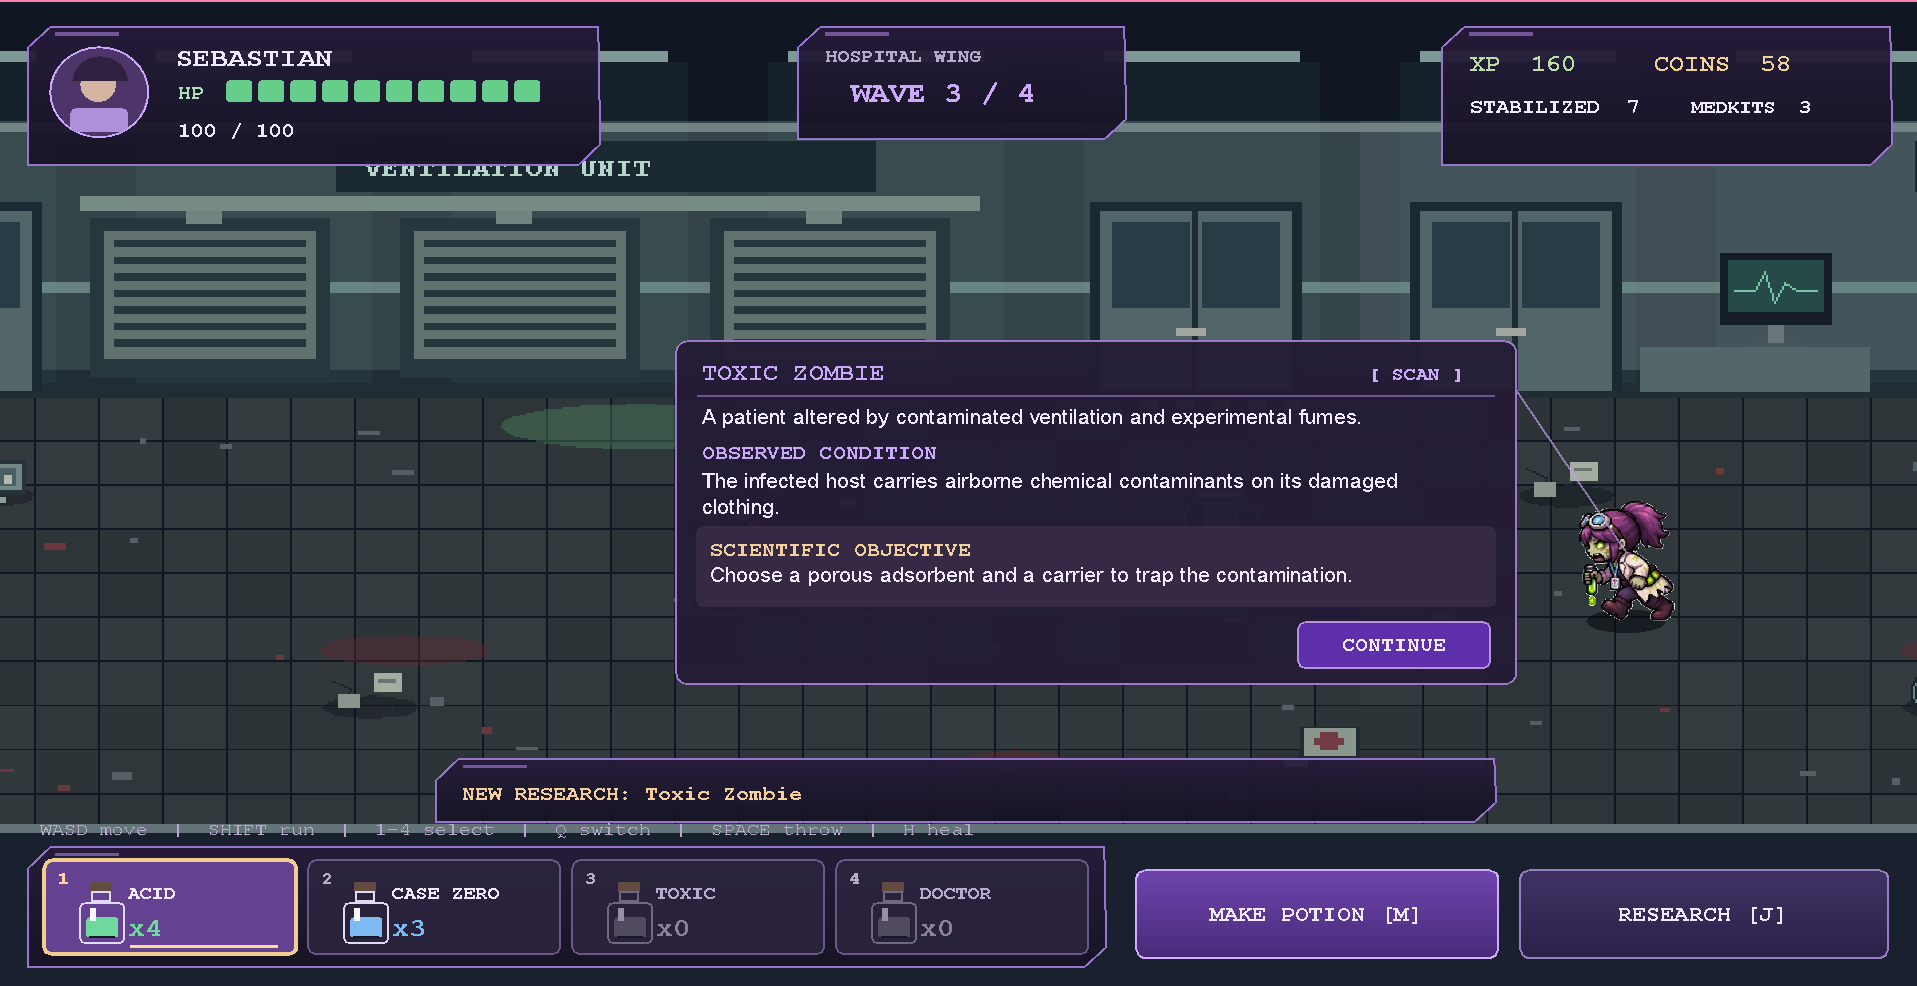 SEBASTIAN
HP
100 / 100
HOSPITAL WING
WAVE 3 / 4
XP 160 COINS 58
STABILIZED 7 MEDKITS 3
VENTILATION UNIT
TOXIC ZOMBIE [ SCAN ]
A patient altered by contaminated ventilation and experimental fumes.
OBSERVED CONDITION
The infected host carries airborne chemical contaminants on its damaged
clothing.
SCIENTIFIC OBJECTIVE
Choose a porous adsorbent and a carrier to trap the contamination.
CONTINUE
NEW RESEARCH: Toxic Zombie
WASD move | SHIFT run | 1-4 select | Q switch | SPACE throw | H heal
1 ACID x4
2 CASE ZERO x3
3 TOXIC x0
4 DOCTOR x0
MAKE POTION [M]
RESEARCH [J]